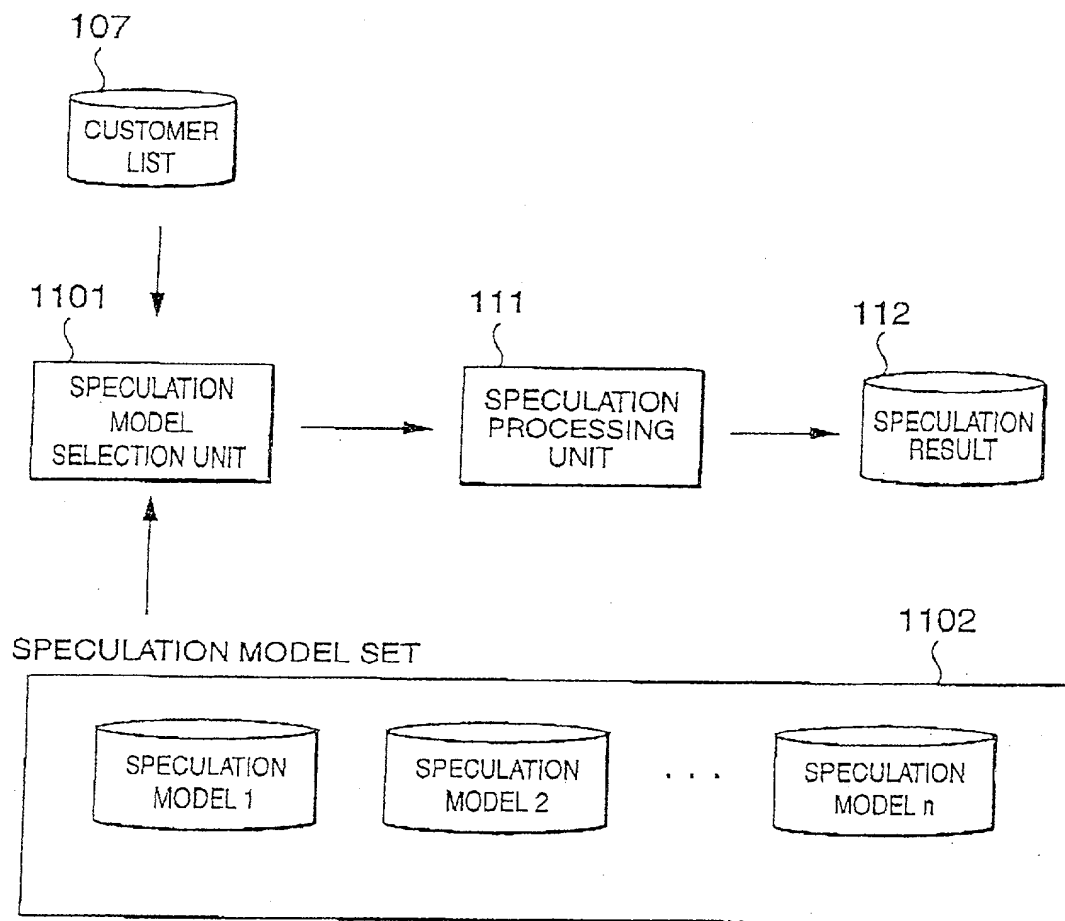 107
CUSTOMER
LIST
1101
111
112
SPECULATION
MODEL
SELECTION UNIT
SPECULATION
PROCESSING
UNIT
SPECULATION
RESULT
1102
SPECULATION MODEL SET
SPECULATION
MODEL 1
SPECULATION
MODEL 2
. . .
SPECULATION
MODEL n